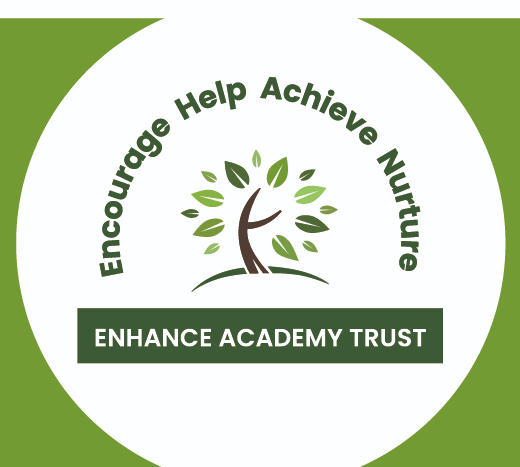 Encourage Help Achieve Nurture
ENHANCE ACADEMY TRUST